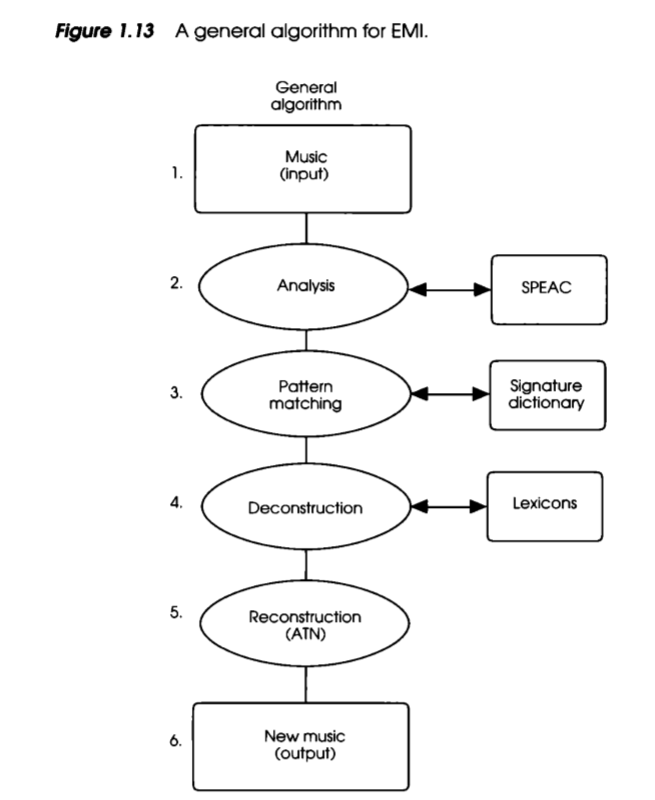 Figure 1.13 A general algorithm for EMI.
General
algorithm
1.
Music
(input)
2.
Analysis
SPEAC
3.
Pattern
matching
Signature
dictionary
4.
Deconstruction
Lexicons
5.
Reconstruction
(ATN)
6.
New music
(output)